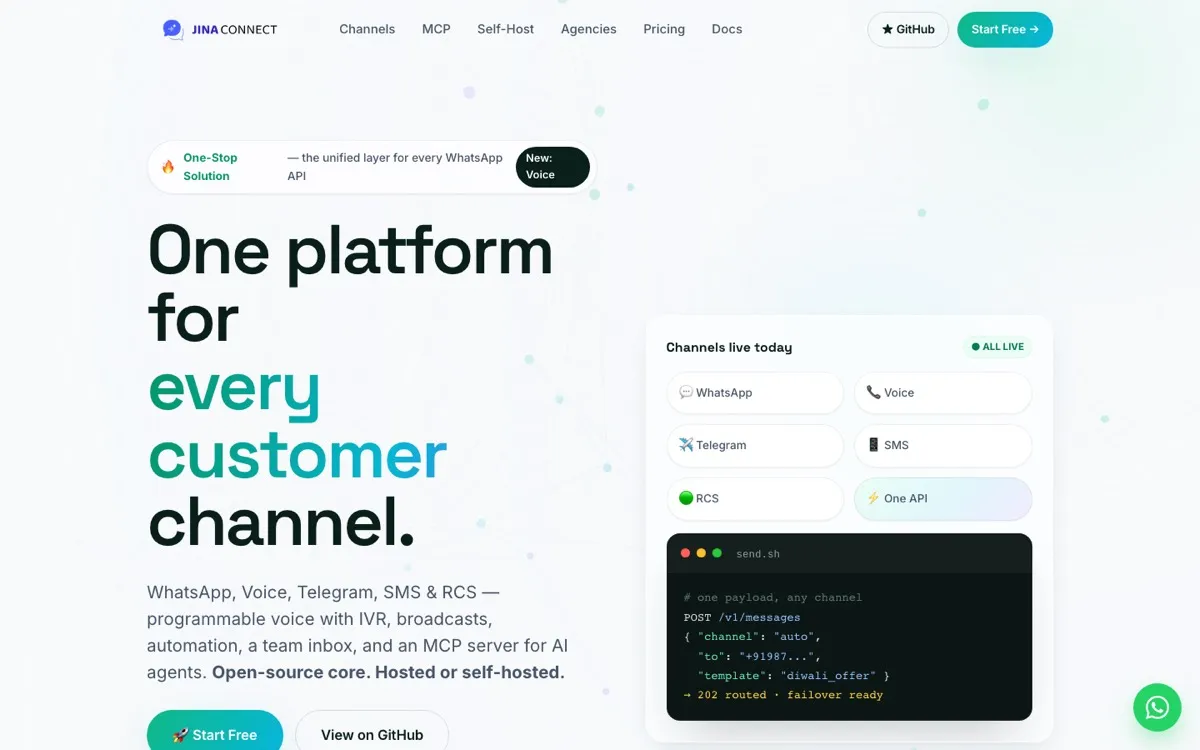 JINA CONNECT
Channels
MCP
Self-Host
Agencies
Pricing
Docs
★ GitHub
Start Free →
One-Stop
Solution
— the unified layer for every WhatsApp
API
New:
Voice
One platform
for
every
customer
channel.
WhatsApp, Voice, Telegram, SMS & RCS —
programmable voice with IVR, broadcasts,
automation, a team inbox, and an MCP server for AI
agents. Open-source core. Hosted or self-hosted.
Start Free
View on GitHub
Channels live today
ALL LIVE
WhatsApp
Voice
Telegram
SMS
RCS
One API
send.sh
# one payload, any channel
POST /v1/messages
{ "channel": "auto",
"to": "+91987...",
"template": "diwali_offer" }
→ 202 routed · failover ready